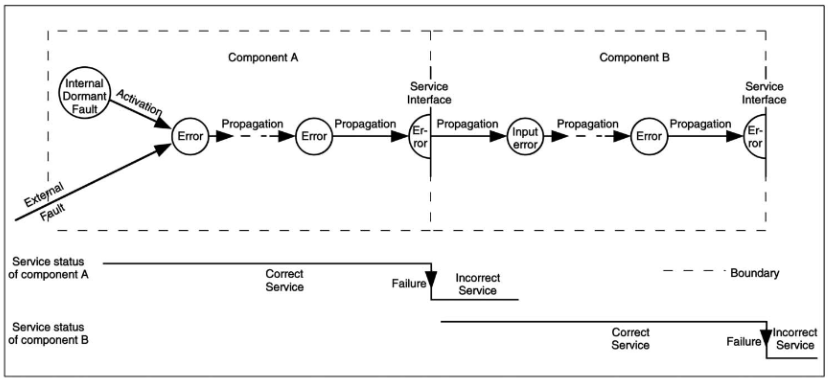 Component A
Component B
Internal
Dormant
Fault
Activation
Service
Interface
Service
Interface
Error
Propagation
Error
Propagation
Er-
ror
Propagation
Input
error
Propagation
Error
Propagation
Er-
ror
External
Fault
Service status
of component A
Correct
Service
Failure
Incorrect
Service
Boundary
Service status
of component B
Correct
Service
Failure
Incorrect
Service